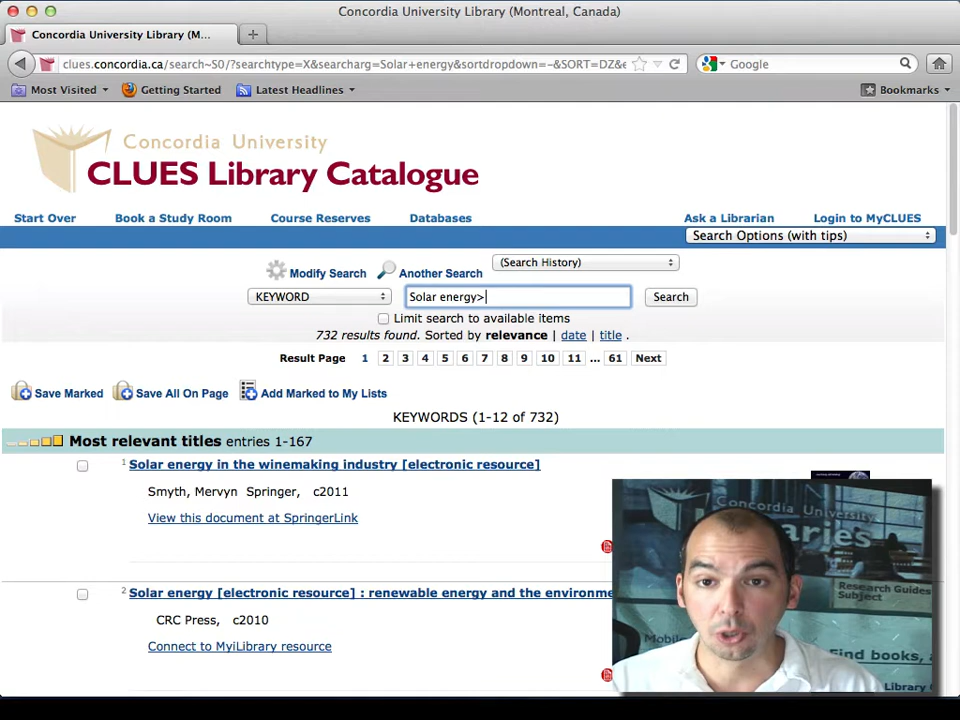 Concordia University Library (Montreal, Canada)
Concordia University Library (M...
clues.concordia.ca/search~S0/?searchtype=X&searcharg=Solar+energy&sortdropdown=-&SORT=DZ&e
Google
Most Visited
Getting Started
Latest Headlines
Bookmarks
Concordia University
CLUES Library Catalogue
Start Over
Book a Study Room
Course Reserves
Databases
Ask a Librarian
Login to MyCLUES
Search Options (with tips)
Modify Search
Another Search
(Search History)
KEYWORD
Solar energy>
Search
Limit search to available items
732 results found. Sorted by relevance | date | title .
Result Page 1 2 3 4 5 6 7 8 9 10 11 ... 61 Next
Save Marked
Save All On Page
Add Marked to My Lists
KEYWORDS (1-12 of 732)
Most relevant titles entries 1-167
1 Solar energy in the winemaking industry [electronic resource]
Smyth, Mervyn Springer, c2011
View this document at SpringerLink
2 Solar energy [electronic resource] : renewable energy and the environme
CRC Press, c2010
Connect to MyiLibrary resource
Concordia University
Libraries
Research Guides
Subject
Mobile
Find books, a
Library